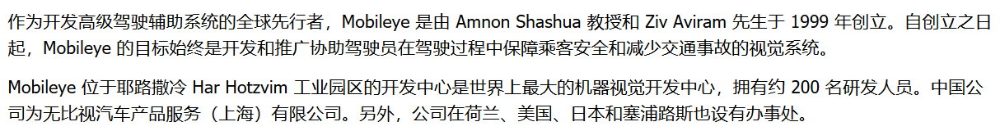 作为开发高级驾驶辅助系统的全球先行者，Mobileye 是由 Amnon Shashua 教授和 Ziv Aviram 先生于 1999 年创立。自创立之日
起，Mobileye 的目标始终是开发和推广协助驾驶员在驾驶过程中保障乘客安全和减少交通事故的视觉系统。
Mobileye 位于耶路撒冷 Har Hotzvim 工业园区的开发中心是世界上最大的机器视觉开发中心，拥有约 200 名研发人员。中国公
司为无比视汽车产品服务（上海）有限公司。另外，公司在荷兰、美国、日本和塞浦路斯也设有办事处。